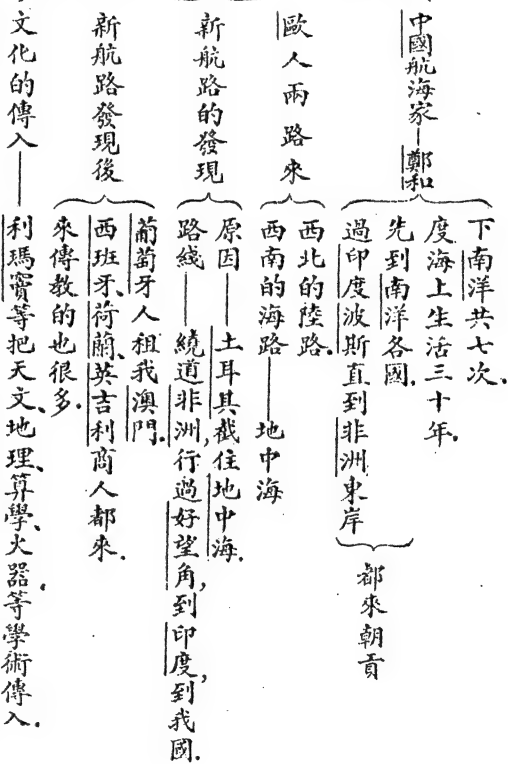 中國航海家—鄭和
下南洋共七次.
度海上生活三十年.
先到南洋各國.
過印度波斯直到非洲東岸
都來朝貢
歐人兩路來
西北的陸路.
西南的海路——地中海
新航路的發現
原因——土耳其截住地中海.
路綫——繞道非洲,行過好望角,到印度,到我國.
新航路發現後
葡萄牙人租我澳門.
西班牙、荷蘭、英吉利商人都來.
來傳教的也很多.
文化的傳入——利瑪竇等把天文、地理、算學、火器等學術傳入.